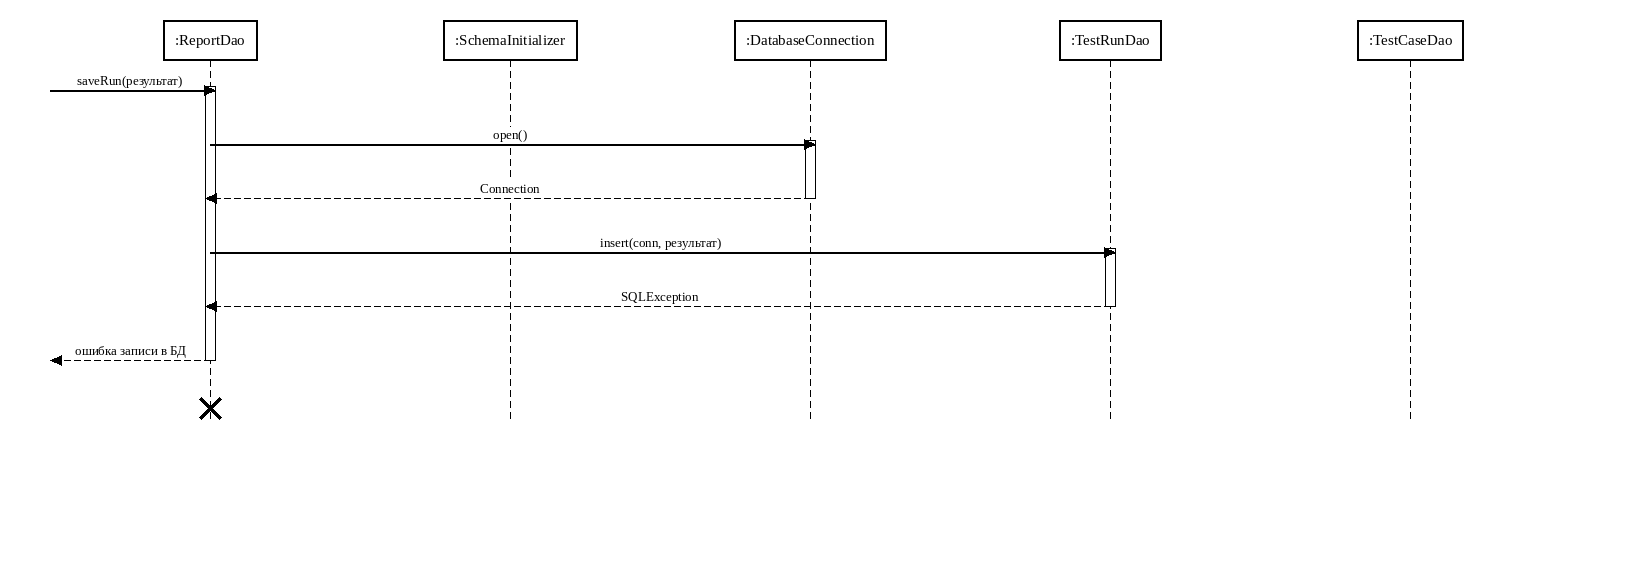 :ReportDao
:SchemaInitializer
:DatabaseConnection
:TestRunDao
:TestCaseDao
saveRun(результат)
open()
Connection
insert(conn, результат)
SQLException
ошибка записи в БД